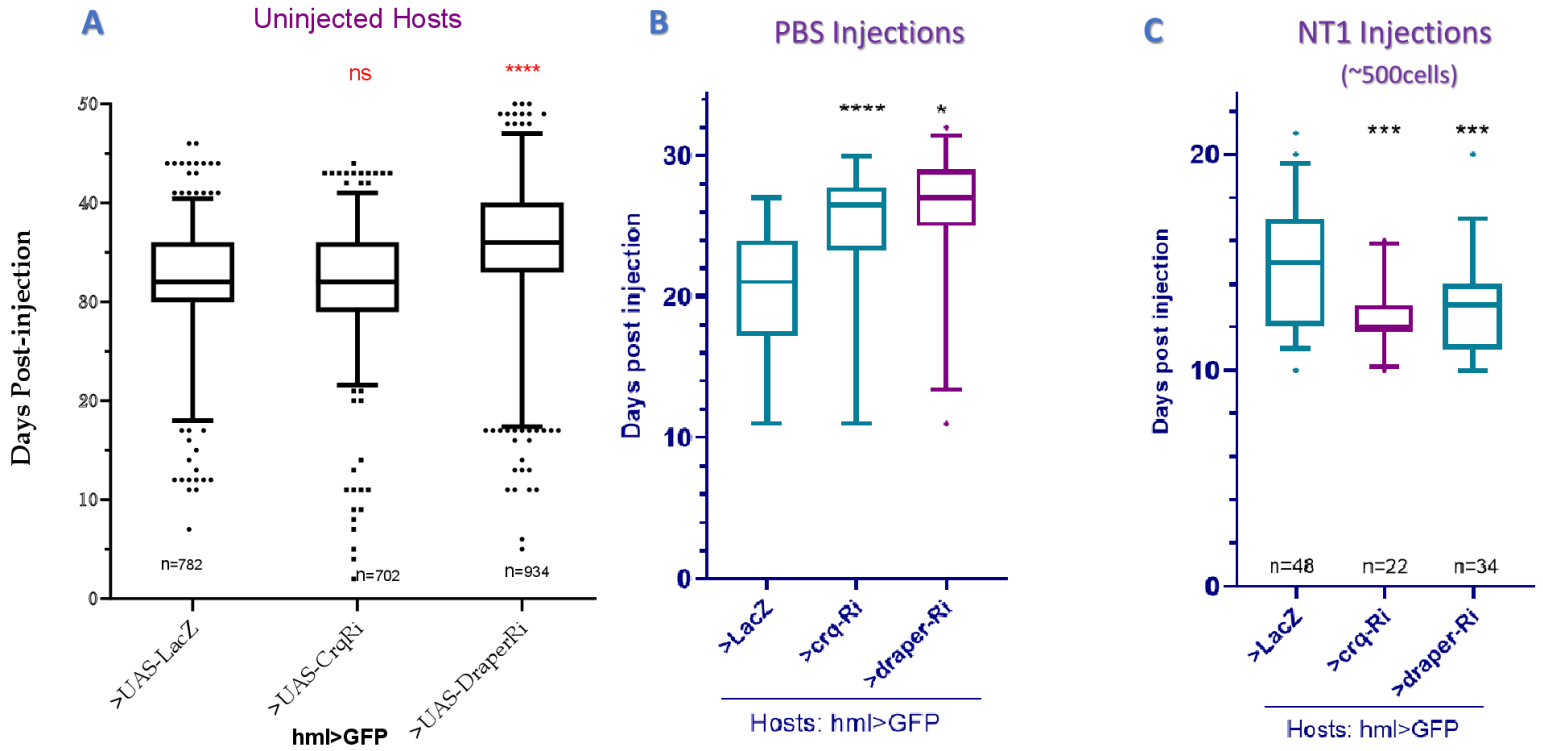 A
Uninjected Hosts
ns
****
Days Post-injection
50
40
30
20
10
0
n=782
n=702
n=934
>UAS-LacZ
>UAS-CrqRi
>UAS-DraperRi
hml>GFP
B
PBS Injections
****
*
Days post injection
30
20
10
0
>LacZ
>crq-Ri
>draper-Ri
Hosts: hml>GFP
C
NT1 Injections
(~500cells)
***
***
Days post injection
20
10
0
n=48
n=22
n=34
>LacZ
>crq-Ri
>draper-Ri
Hosts: hml>GFP